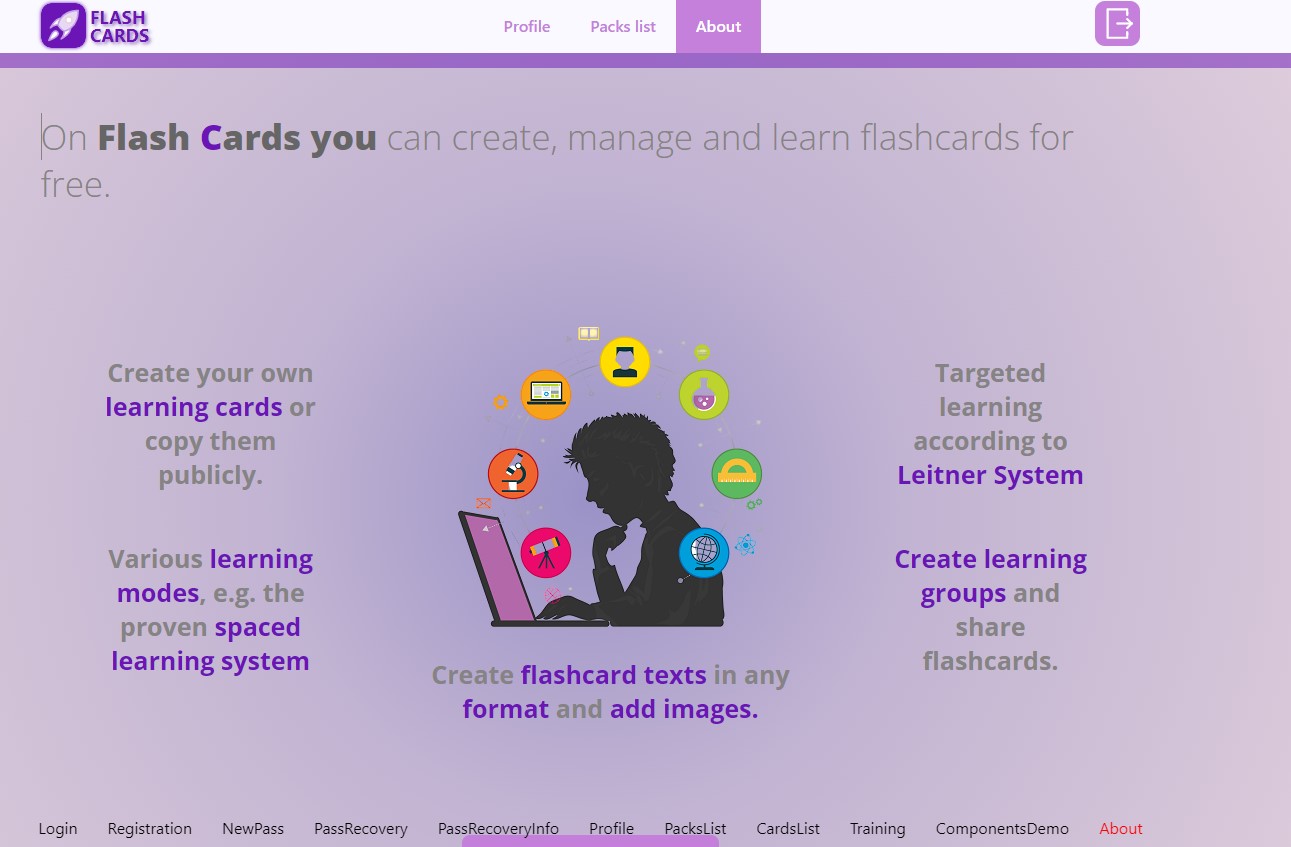 FLASH
CARDS
Profile
Packs list
About
On Flash Cards you can create, manage and learn flashcards for
free.
Create your own
learning cards or
copy them
publicly.
Various learning
modes, e.g. the
proven spaced
learning system
Create flashcard texts in any
format and add images.
Targeted
learning
according to
Leitner System
Create learning
groups and
share
flashcards.
Login
Registration
NewPass
PassRecovery
PassRecoveryInfo
Profile
PacksList
CardsList
Training
ComponentsDemo
About